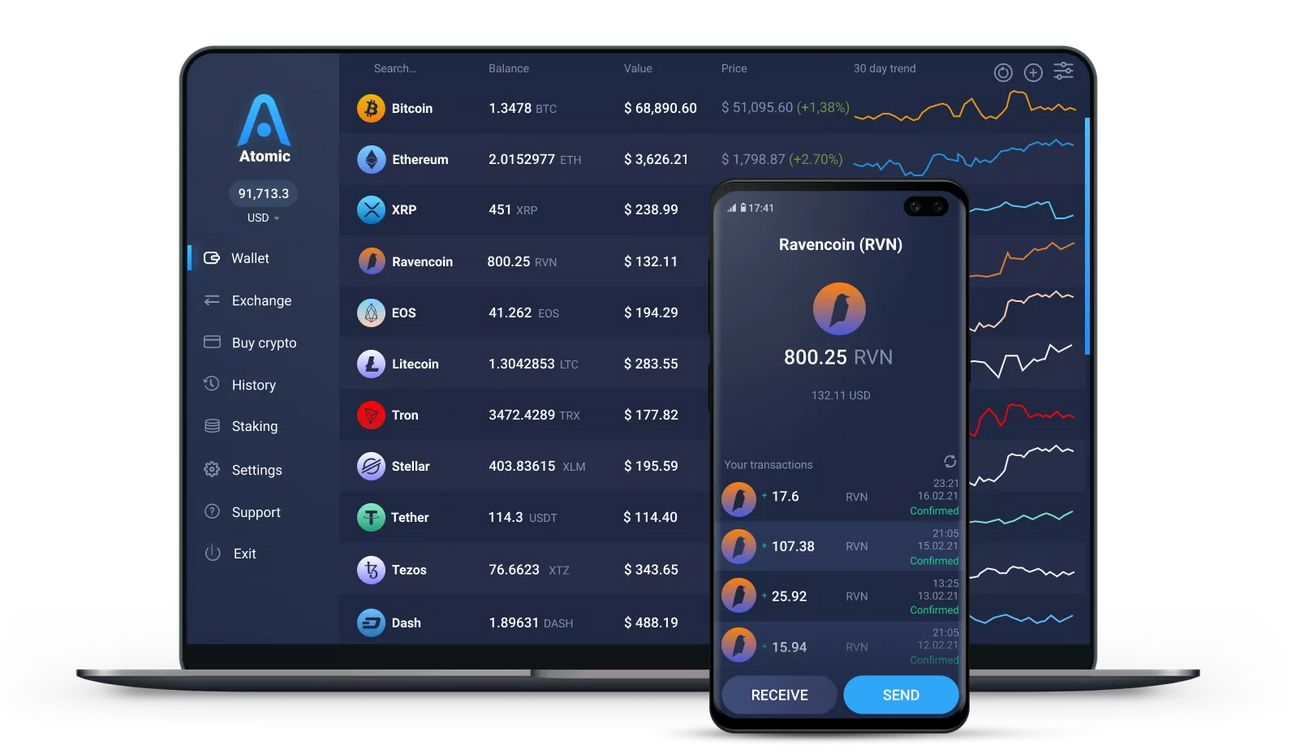 Search... Balance Value Price 30 day trend
Bitcoin 1.3478 BTC $ 68,890.60 $ 51,095.60 (+1,38%)
Ethereum 2.0152977 ETH $ 3,626.21 $ 1,798.87 (+2.70%)
XRP 451 XRP $ 238.99
Ravencoin 800.25 RVN $ 132.11
EOS 41.262 EOS $ 194.29
Litecoin 1.3042853 LTC $ 283.55
Tron 3472.4289 TRX $ 177.82
Stellar 403.83615 XLM $ 195.59
Tether 114.3 USDT $ 114.40
Tezos 76.6623 XTZ $ 343.65
Dash 1.89631 DASH $ 488.19
Atomic
91,713.3
USD
Wallet
Exchange
Buy crypto
History
Staking
Settings
Support
Exit
17:41
Ravencoin (RVN)
800.25 RVN
132.11 USD
Your transactions
23:21
+ 17.6 RVN 16.02.21
Confirmed
21:05
+ 107.38 RVN 15.02.21
Confirmed
13:25
+ 25.92 RVN 13.02.21
Confirmed
21:05
+ 15.94 RVN 12.02.21
Confirmed
RECEIVE SEND